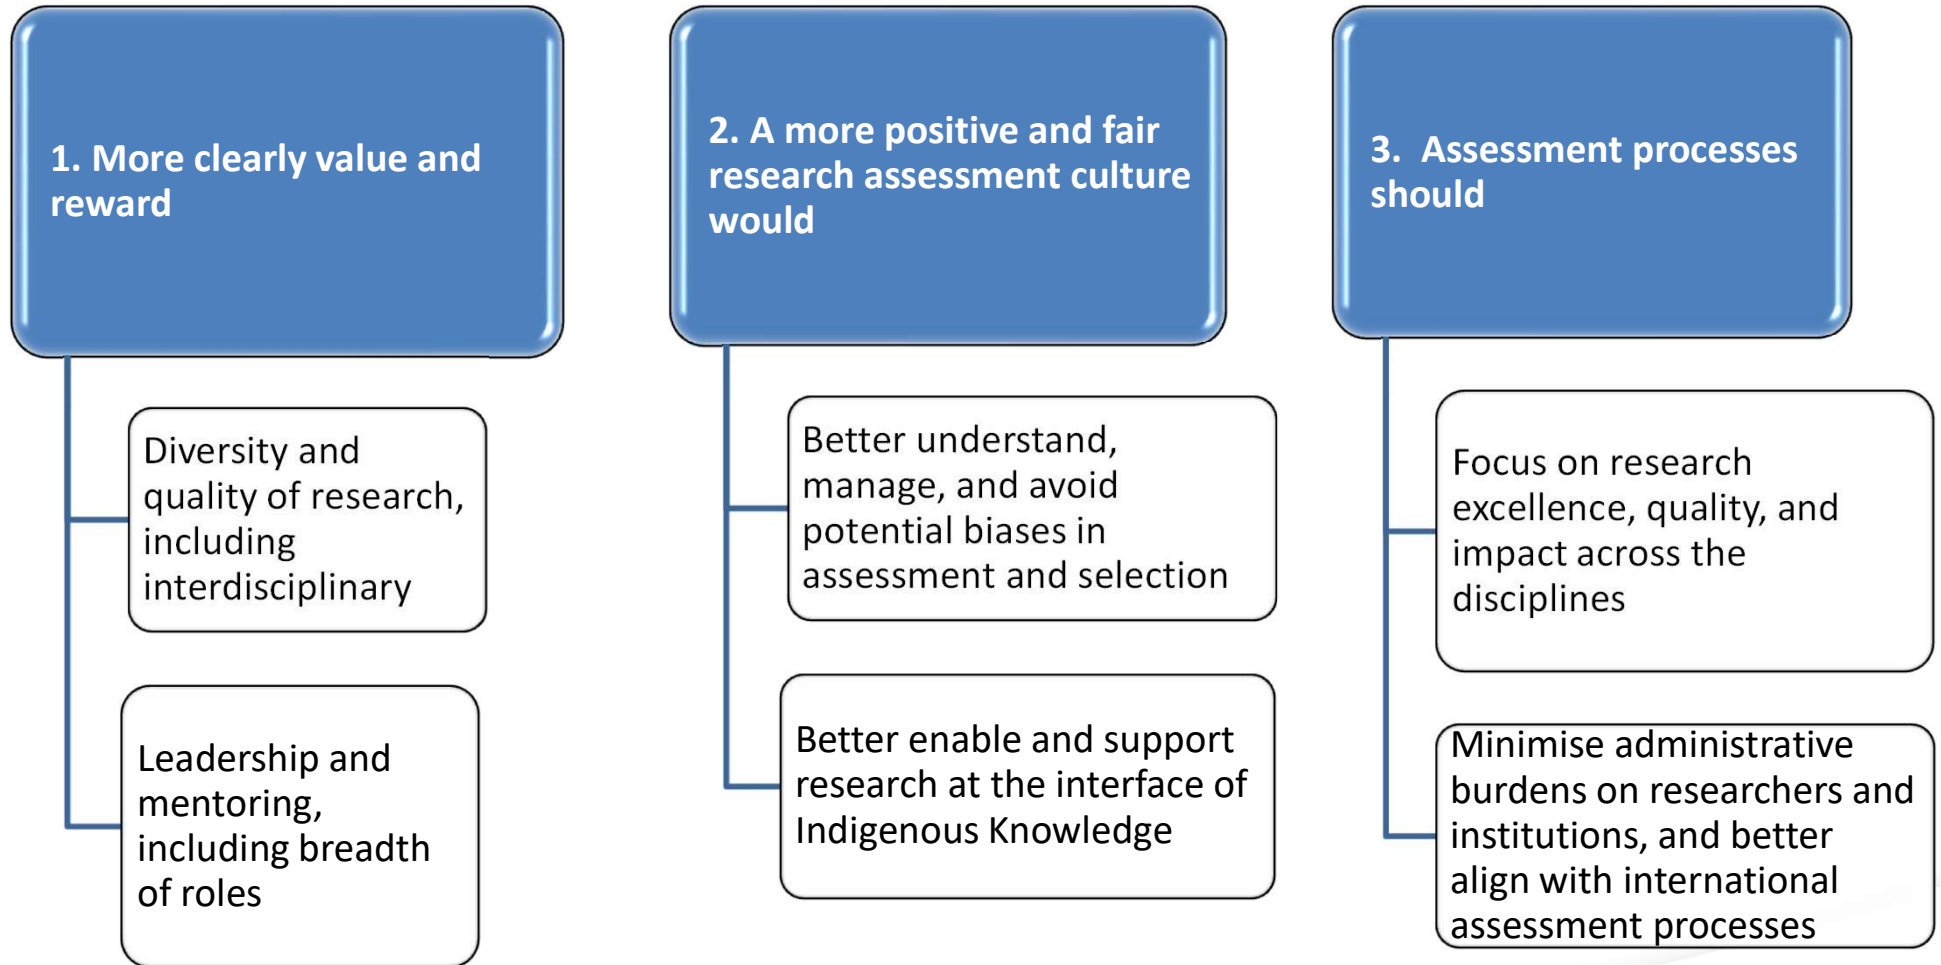 1. More clearly value and
reward
Diversity and
quality of research,
including
interdisciplinary
Leadership and
mentoring,
including breadth
of roles
2. A more positive and fair
research assessment culture
would
Better understand,
manage, and avoid
potential biases in
assessment and selection
Better enable and support
research at the interface of
Indigenous Knowledge
3. Assessment processes
should
Focus on research
excellence, quality, and
impact across the
disciplines
Minimise administrative
burdens on researchers and
institutions, and better
align with international
assessment processes